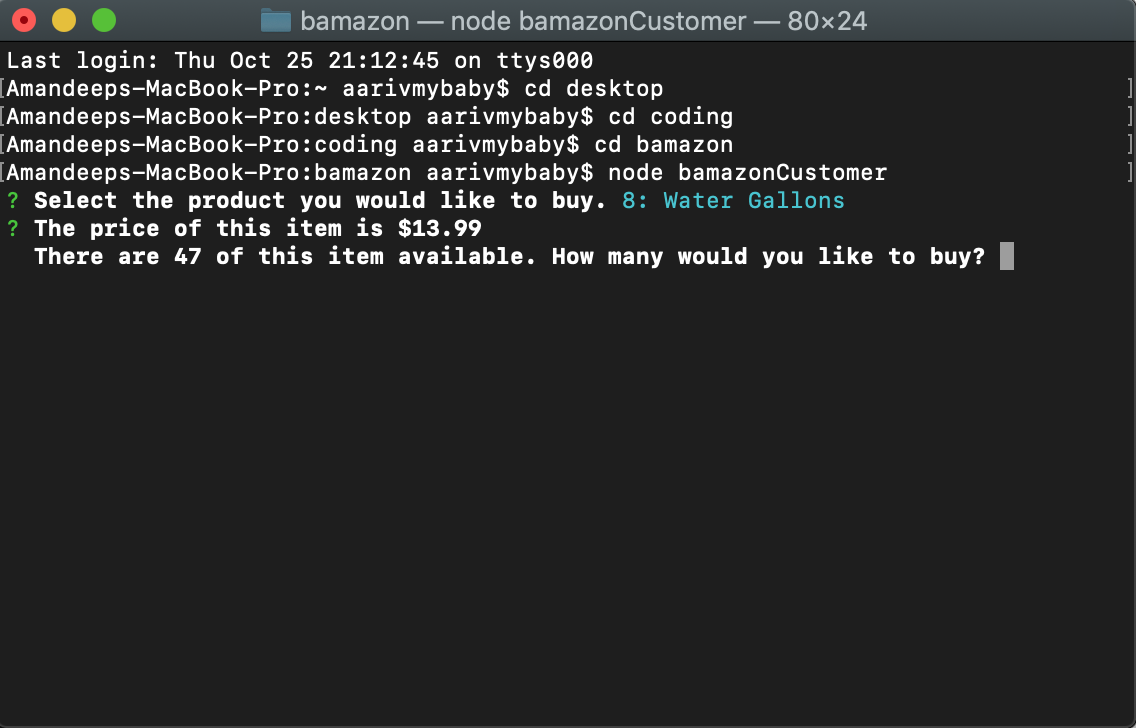 bamazon — node bamazonCustomer — 80×24
Last login: Thu Oct 25 21:12:45 on ttys000
[Amandeeps-MacBook-Pro:~ aarivmybaby$ cd desktop ]
[Amandeeps-MacBook-Pro:desktop aarivmybaby$ cd coding ]
[Amandeeps-MacBook-Pro:coding aarivmybaby$ cd bamazon ]
[Amandeeps-MacBook-Pro:bamazon aarivmybaby$ node bamazonCustomer ]
? Select the product you would like to buy. 8: Water Gallons
? The price of this item is $13.99
There are 47 of this item available. How many would you like to buy?